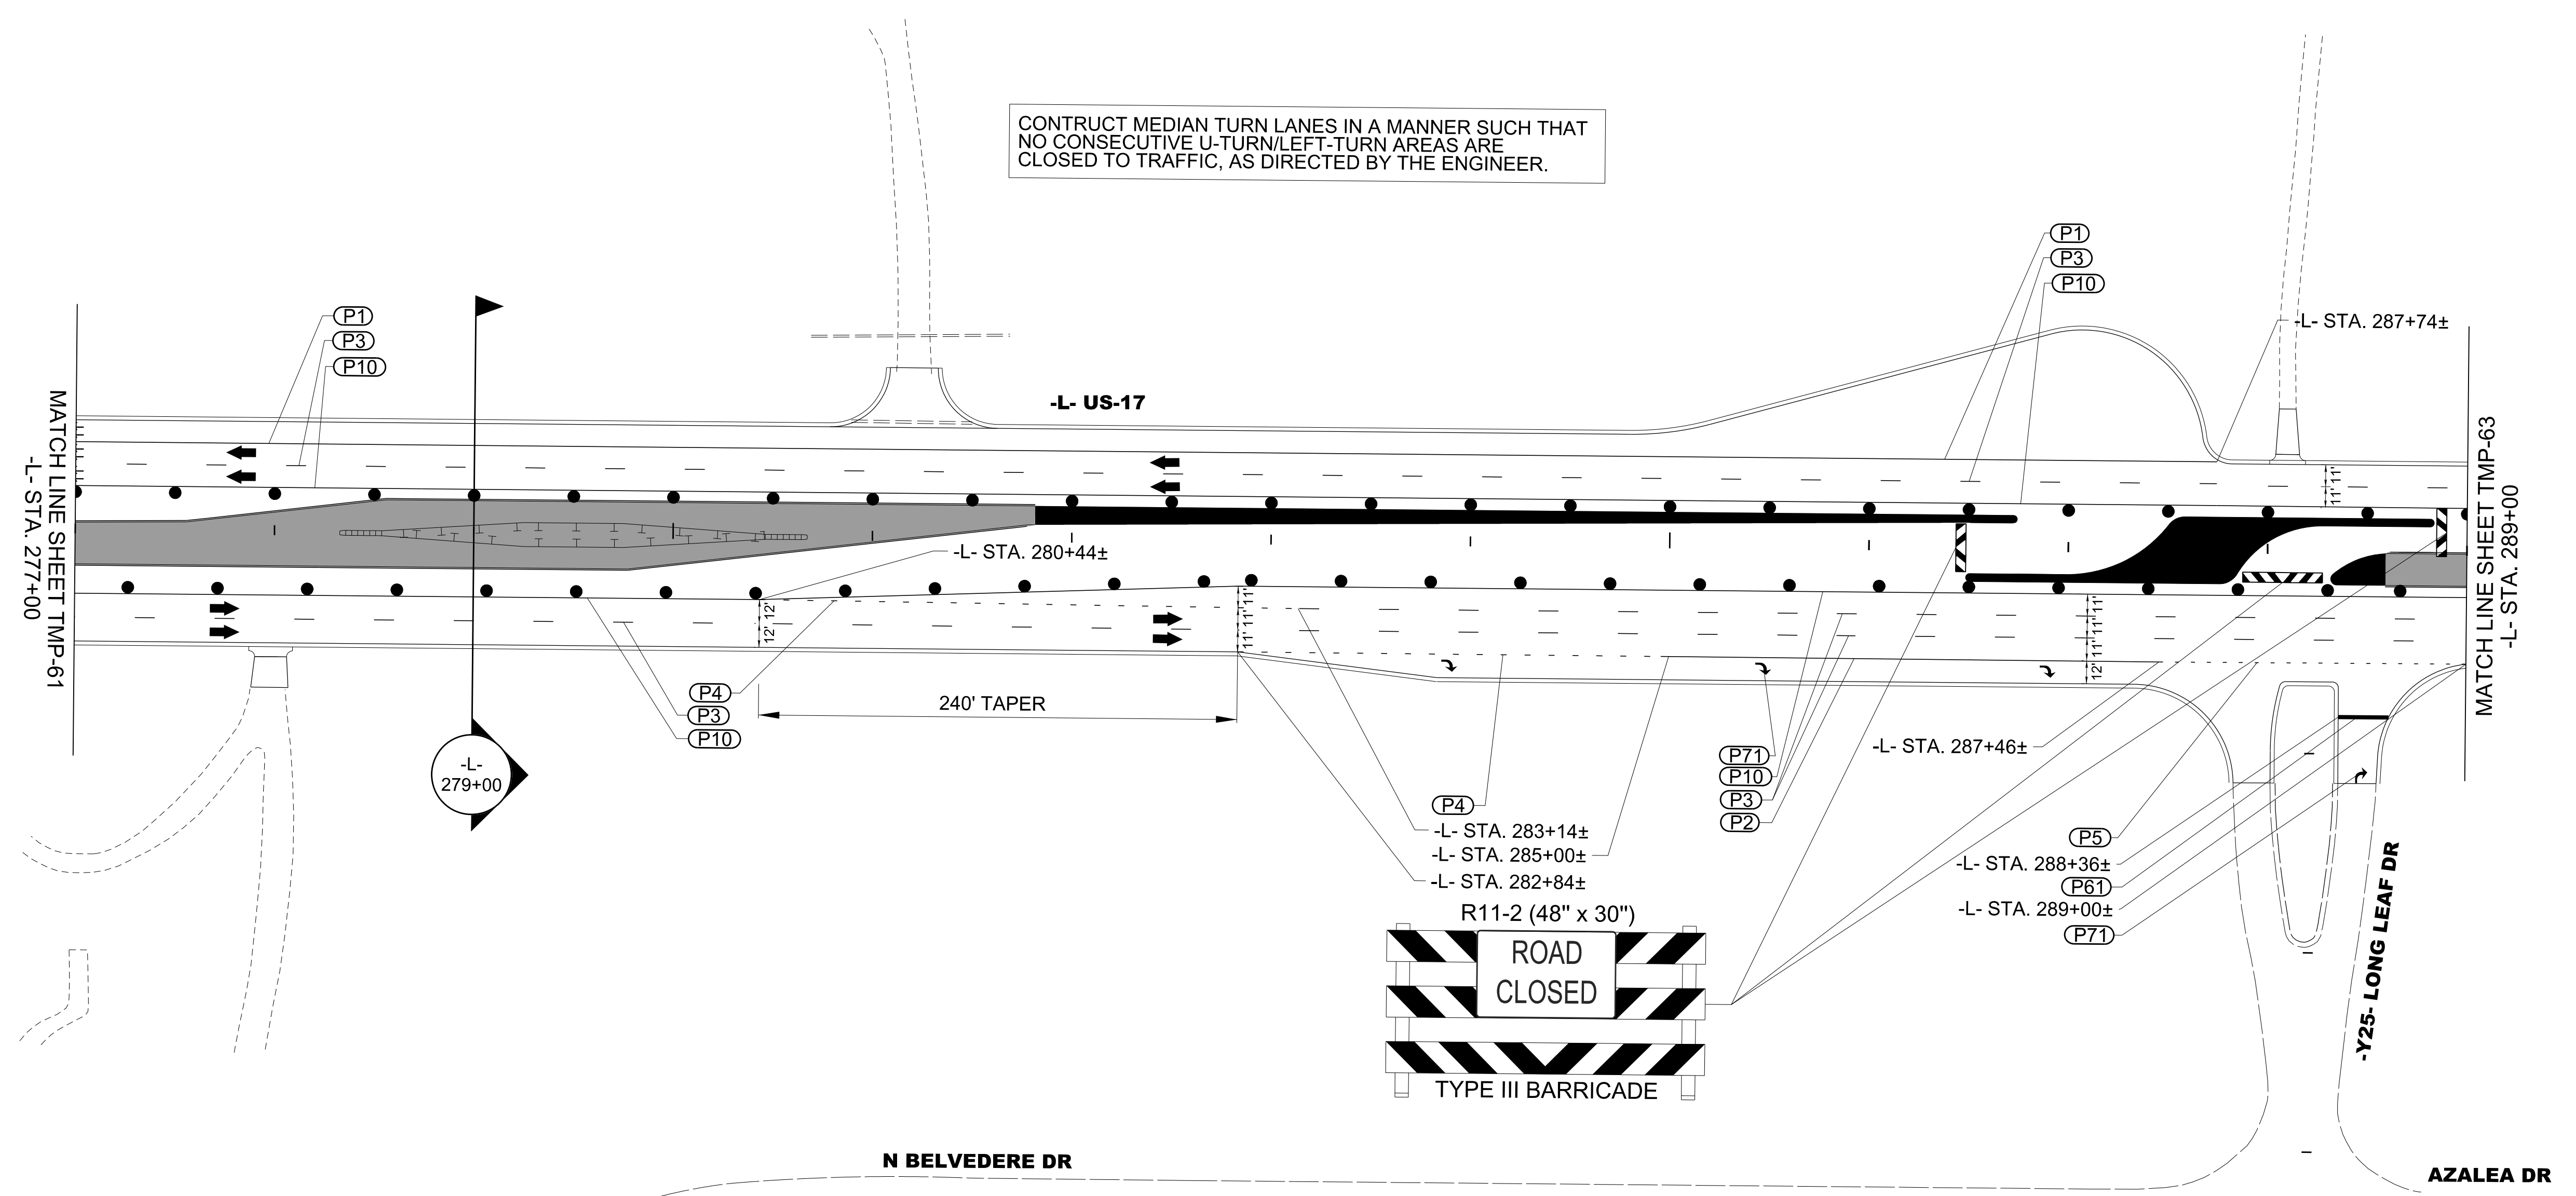 CONTRUCT MEDIAN TURN LANES IN A MANNER SUCH THAT
NO CONSECUTIVE U-TURN/LEFT-TURN AREAS ARE
CLOSED TO TRAFFIC, AS DIRECTED BY THE ENGINEER.
P1
P3
P10
-L- STA. 287+74±
P1
P3
P10
-L- US-17
MATCH LINE SHEET TMP-61
-L- STA. 277+00
MATCH LINE SHEET TMP-63
-L- STA. 289+00
11' 11'
-L- STA. 280+44±
12' 12'
11' 11' 11'
12' 11' 11' 11'
P4
P3
P10
240' TAPER
-L-
279+00
P71
P10
P3
P2
-L- STA. 287+46±
P4
-L- STA. 283+14±
-L- STA. 285+00±
-L- STA. 282+84±
P5
-L- STA. 288+36±
P61
-L- STA. 289+00±
P71
-Y25- LONG LEAF DR
R11-2 (48" x 30")
ROAD
CLOSED
TYPE III BARRICADE
N BELVEDERE DR
AZALEA DR